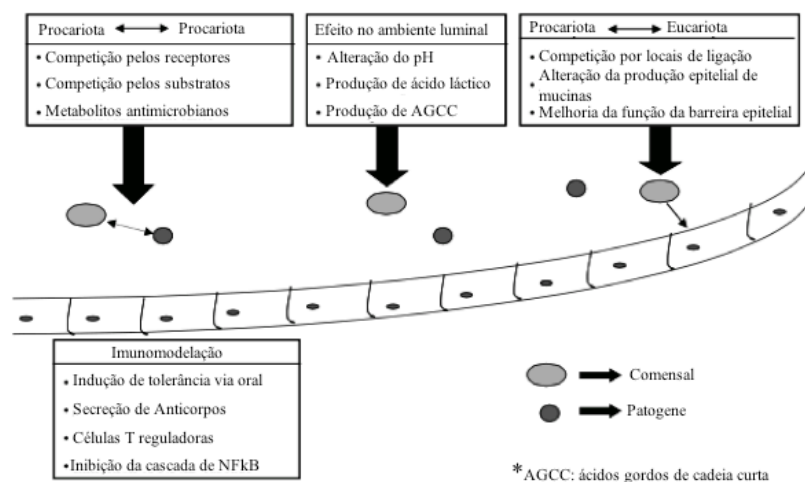 Procariota Procariota
• Competição pelos receptores
• Competição pelos substratos
• Metabolitos antimicrobianos
Efeito no ambiente luminal
• Alteração do pH
• Produção de ácido láctico
• Produção de AGCC
Procariota Eucariota
• Competição por locais de ligação
• Alteração da produção epitelial de
mucinas
• Melhoria da função da barreira epitelial
Imunomodelação
• Indução de tolerância via oral
• Secreção de Anticorpos
• Células T reguladoras
• Inibição da cascada de NFkB
Comensal
Patogene
*AGCC: ácidos gordos de cadeia curta